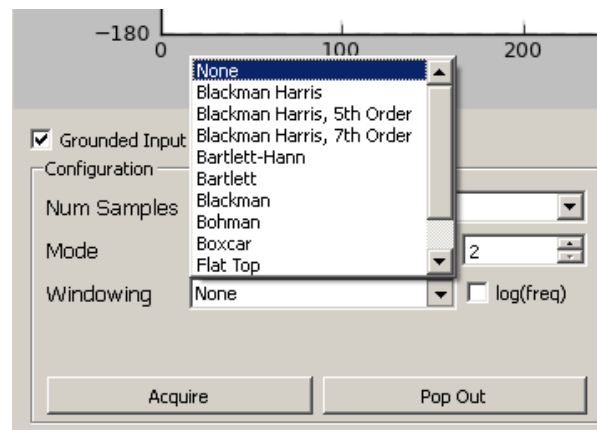 −180
0 100 200
None
Blackman Harris
Blackman Harris, 5th Order
Grounded Input Blackman Harris, 7th Order
Configuration Bartlett-Hann
Bartlett
Num Samples Blackman
Bohman
Mode Boxcar 2
Flat Top
Windowing None log(freq)
Acquire Pop Out